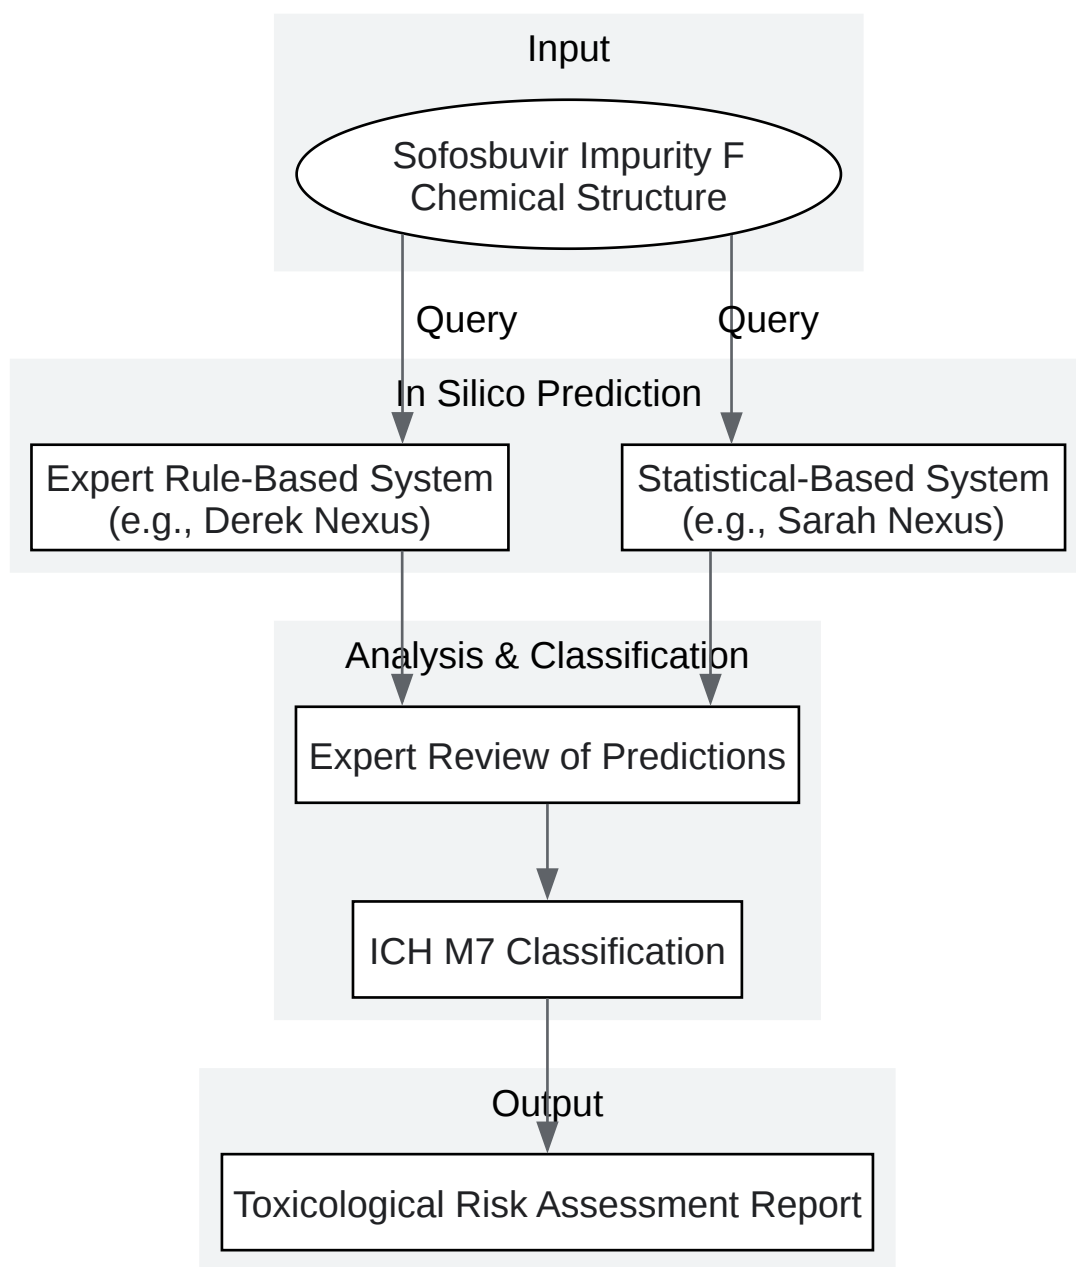 Input
Sofosbuvir Impurity F
Chemical Structure
Query
Query
In Silico Prediction
Expert Rule-Based System
(e.g., Derek Nexus)
Statistical-Based System
(e.g., Sarah Nexus)
Analysis & Classification
Expert Review of Predictions
ICH M7 Classification
Output
Toxicological Risk Assessment Report